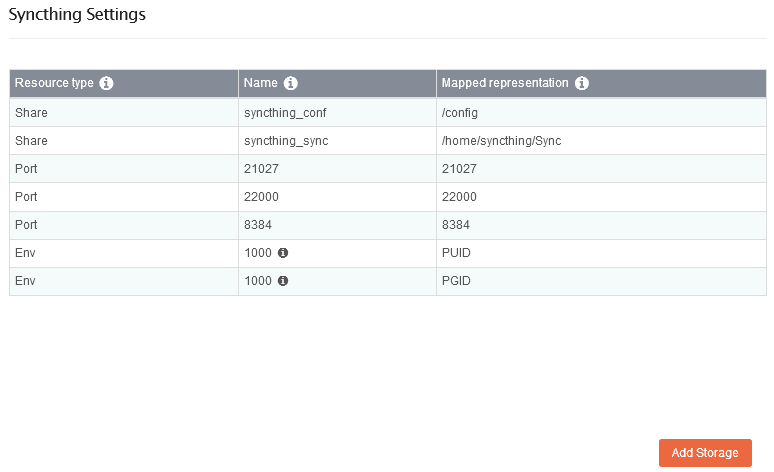 Syncthing Settings
Resource type Name Mapped representation
Share syncthing_conf /config
Share syncthing_sync /home/syncthing/Sync
Port 21027 21027
Port 22000 22000
Port 8384 8384
Env 1000 PUID
Env 1000 PGID
Add Storage